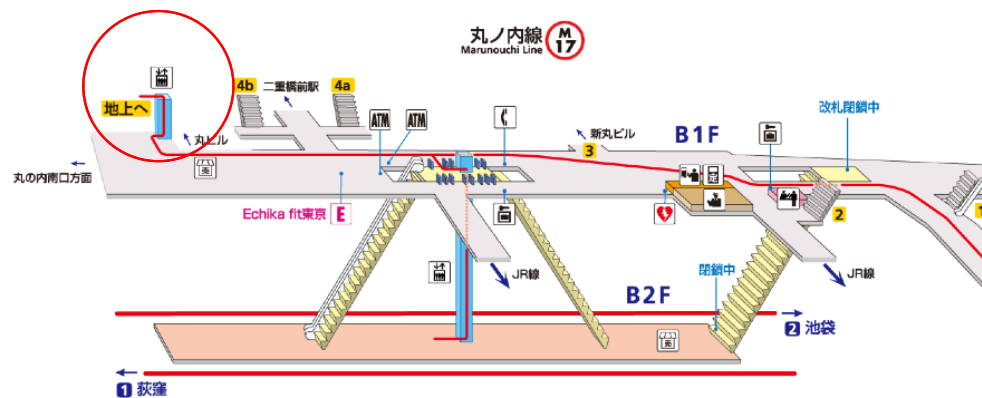 丸ノ内線
Marunouchi Line
M
17
4b
二重橋前駅
4a
地上へ
ATM
ATM
改札閉鎖中
丸ビル
新丸ビル
B1F
3
売
丸の内南口方面
Echika fit東京
E
2
1
JR線
JR線
閉鎖中
B2F
2 池袋
売
1 荻窪